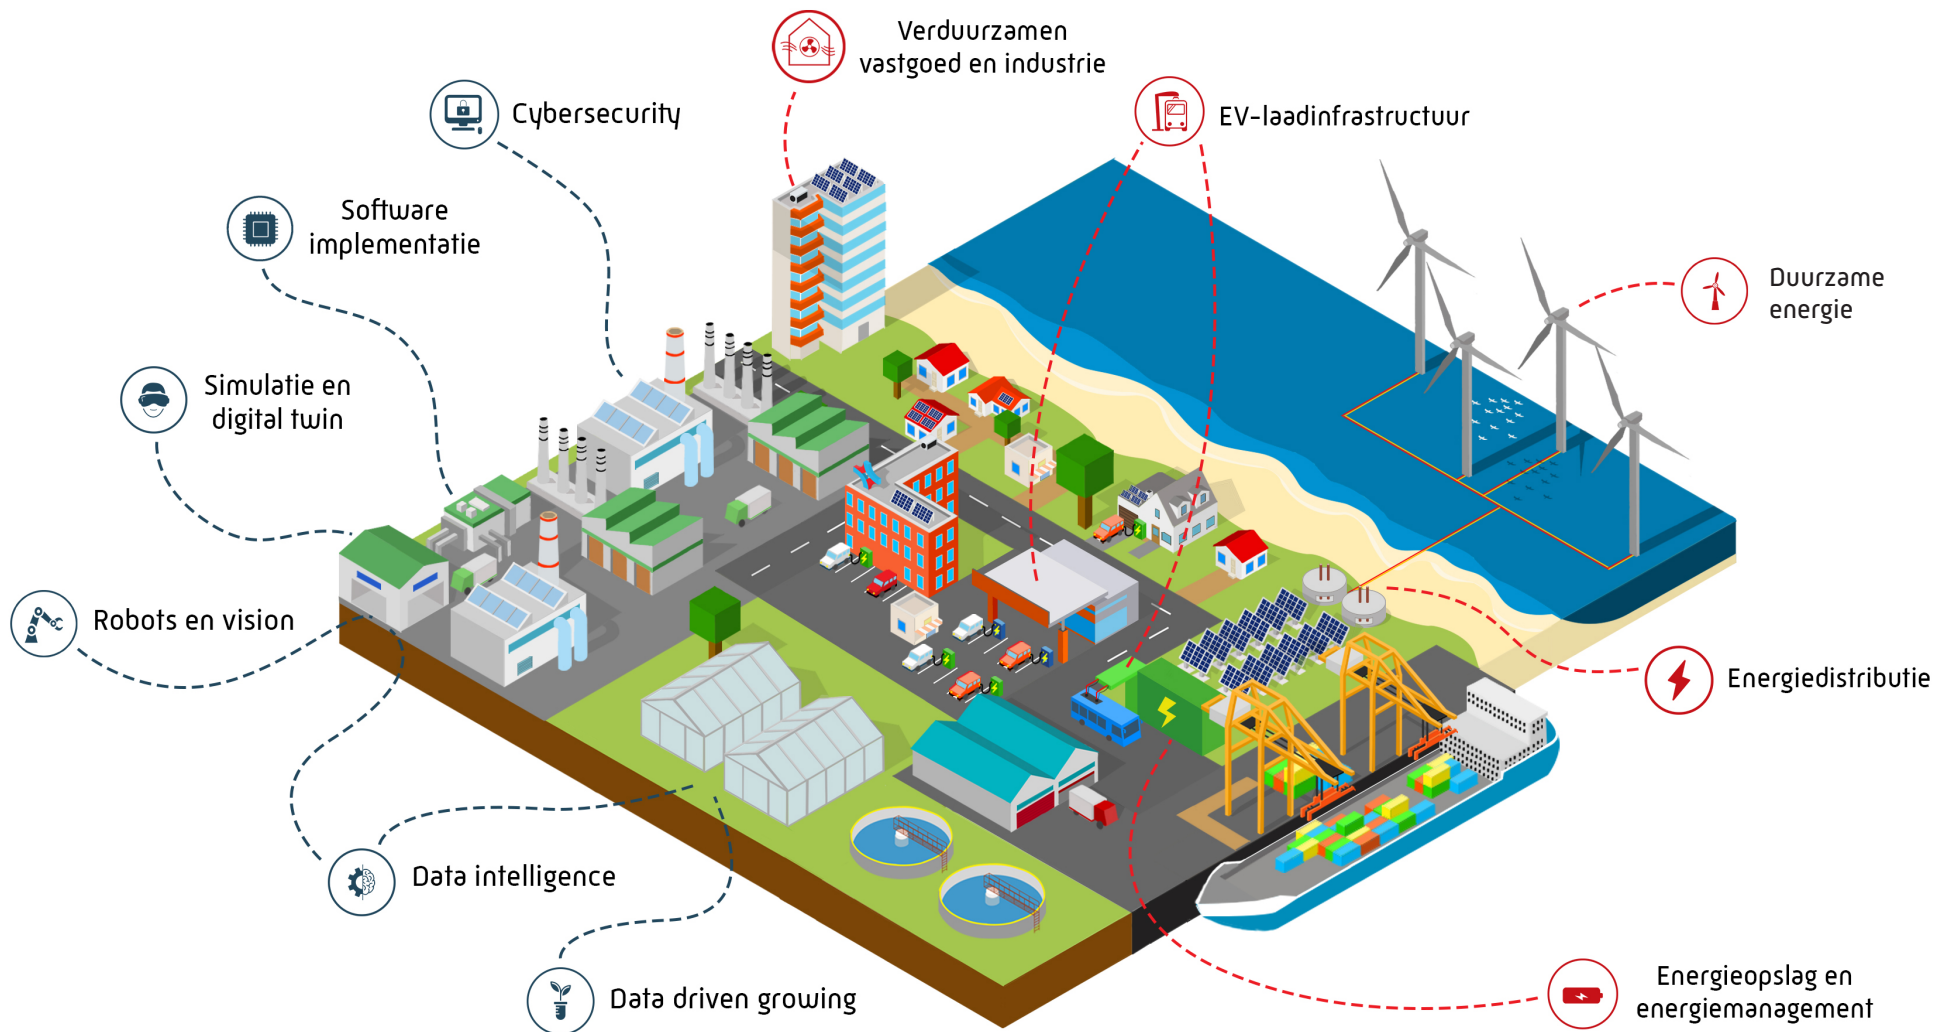 Verduurzamen
vastgoed en industrie
Cybersecurity
EV-laadinfrastructuur
Software
implementatie
Duurzame
energie
Simulatie en
digital twin
Robots en vision
Energiedistributie
Data intelligence
Data driven growing
Energieopslag en
energiemanagement